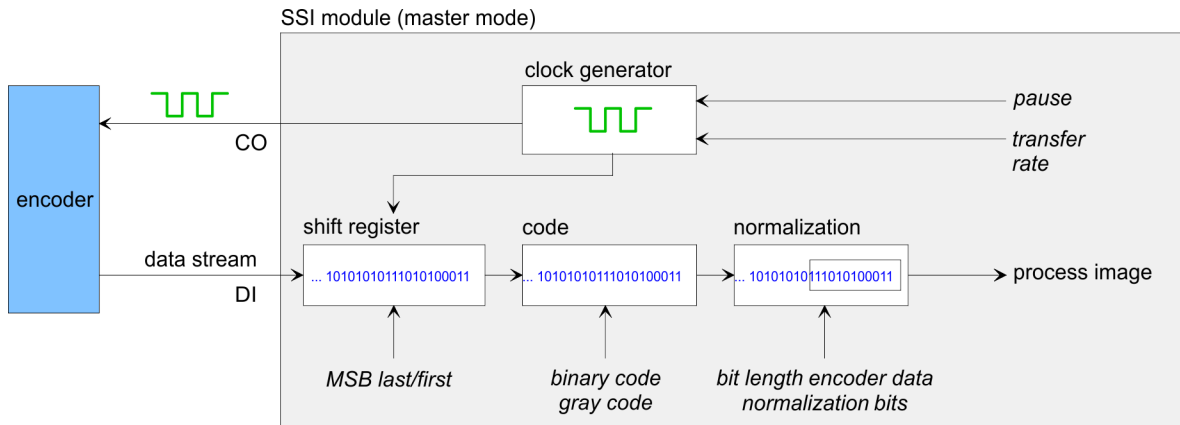 SSI module (master mode)
clock generator
pause
CO
transfer
rate
encoder
shift register
code
normalization
data stream
... 10101010111010100011
... 10101010111010100011
... 10101010111010100011
process image
DI
MSB last/first
binary code
gray code
bit length encoder data
normalization bits